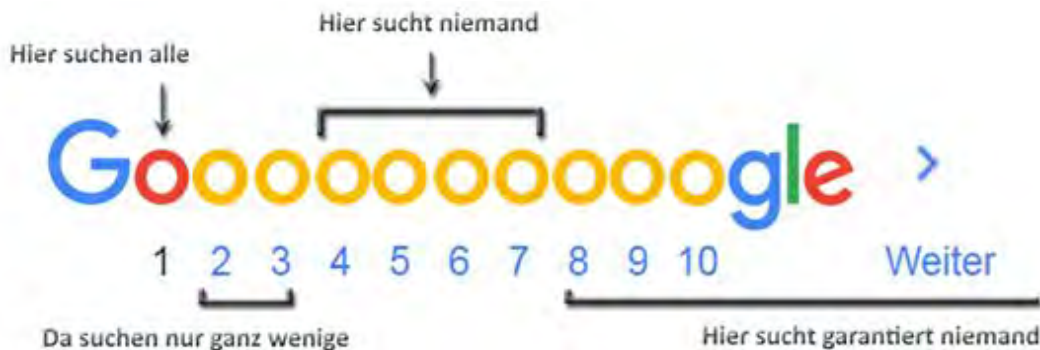 Hier sucht niemand
Hier suchen alle
Goooooooooogle >
1 2 3 4 5 6 7 8 9 10 Weiter
Da suchen nur ganz wenige
Hier sucht garantiert niemand